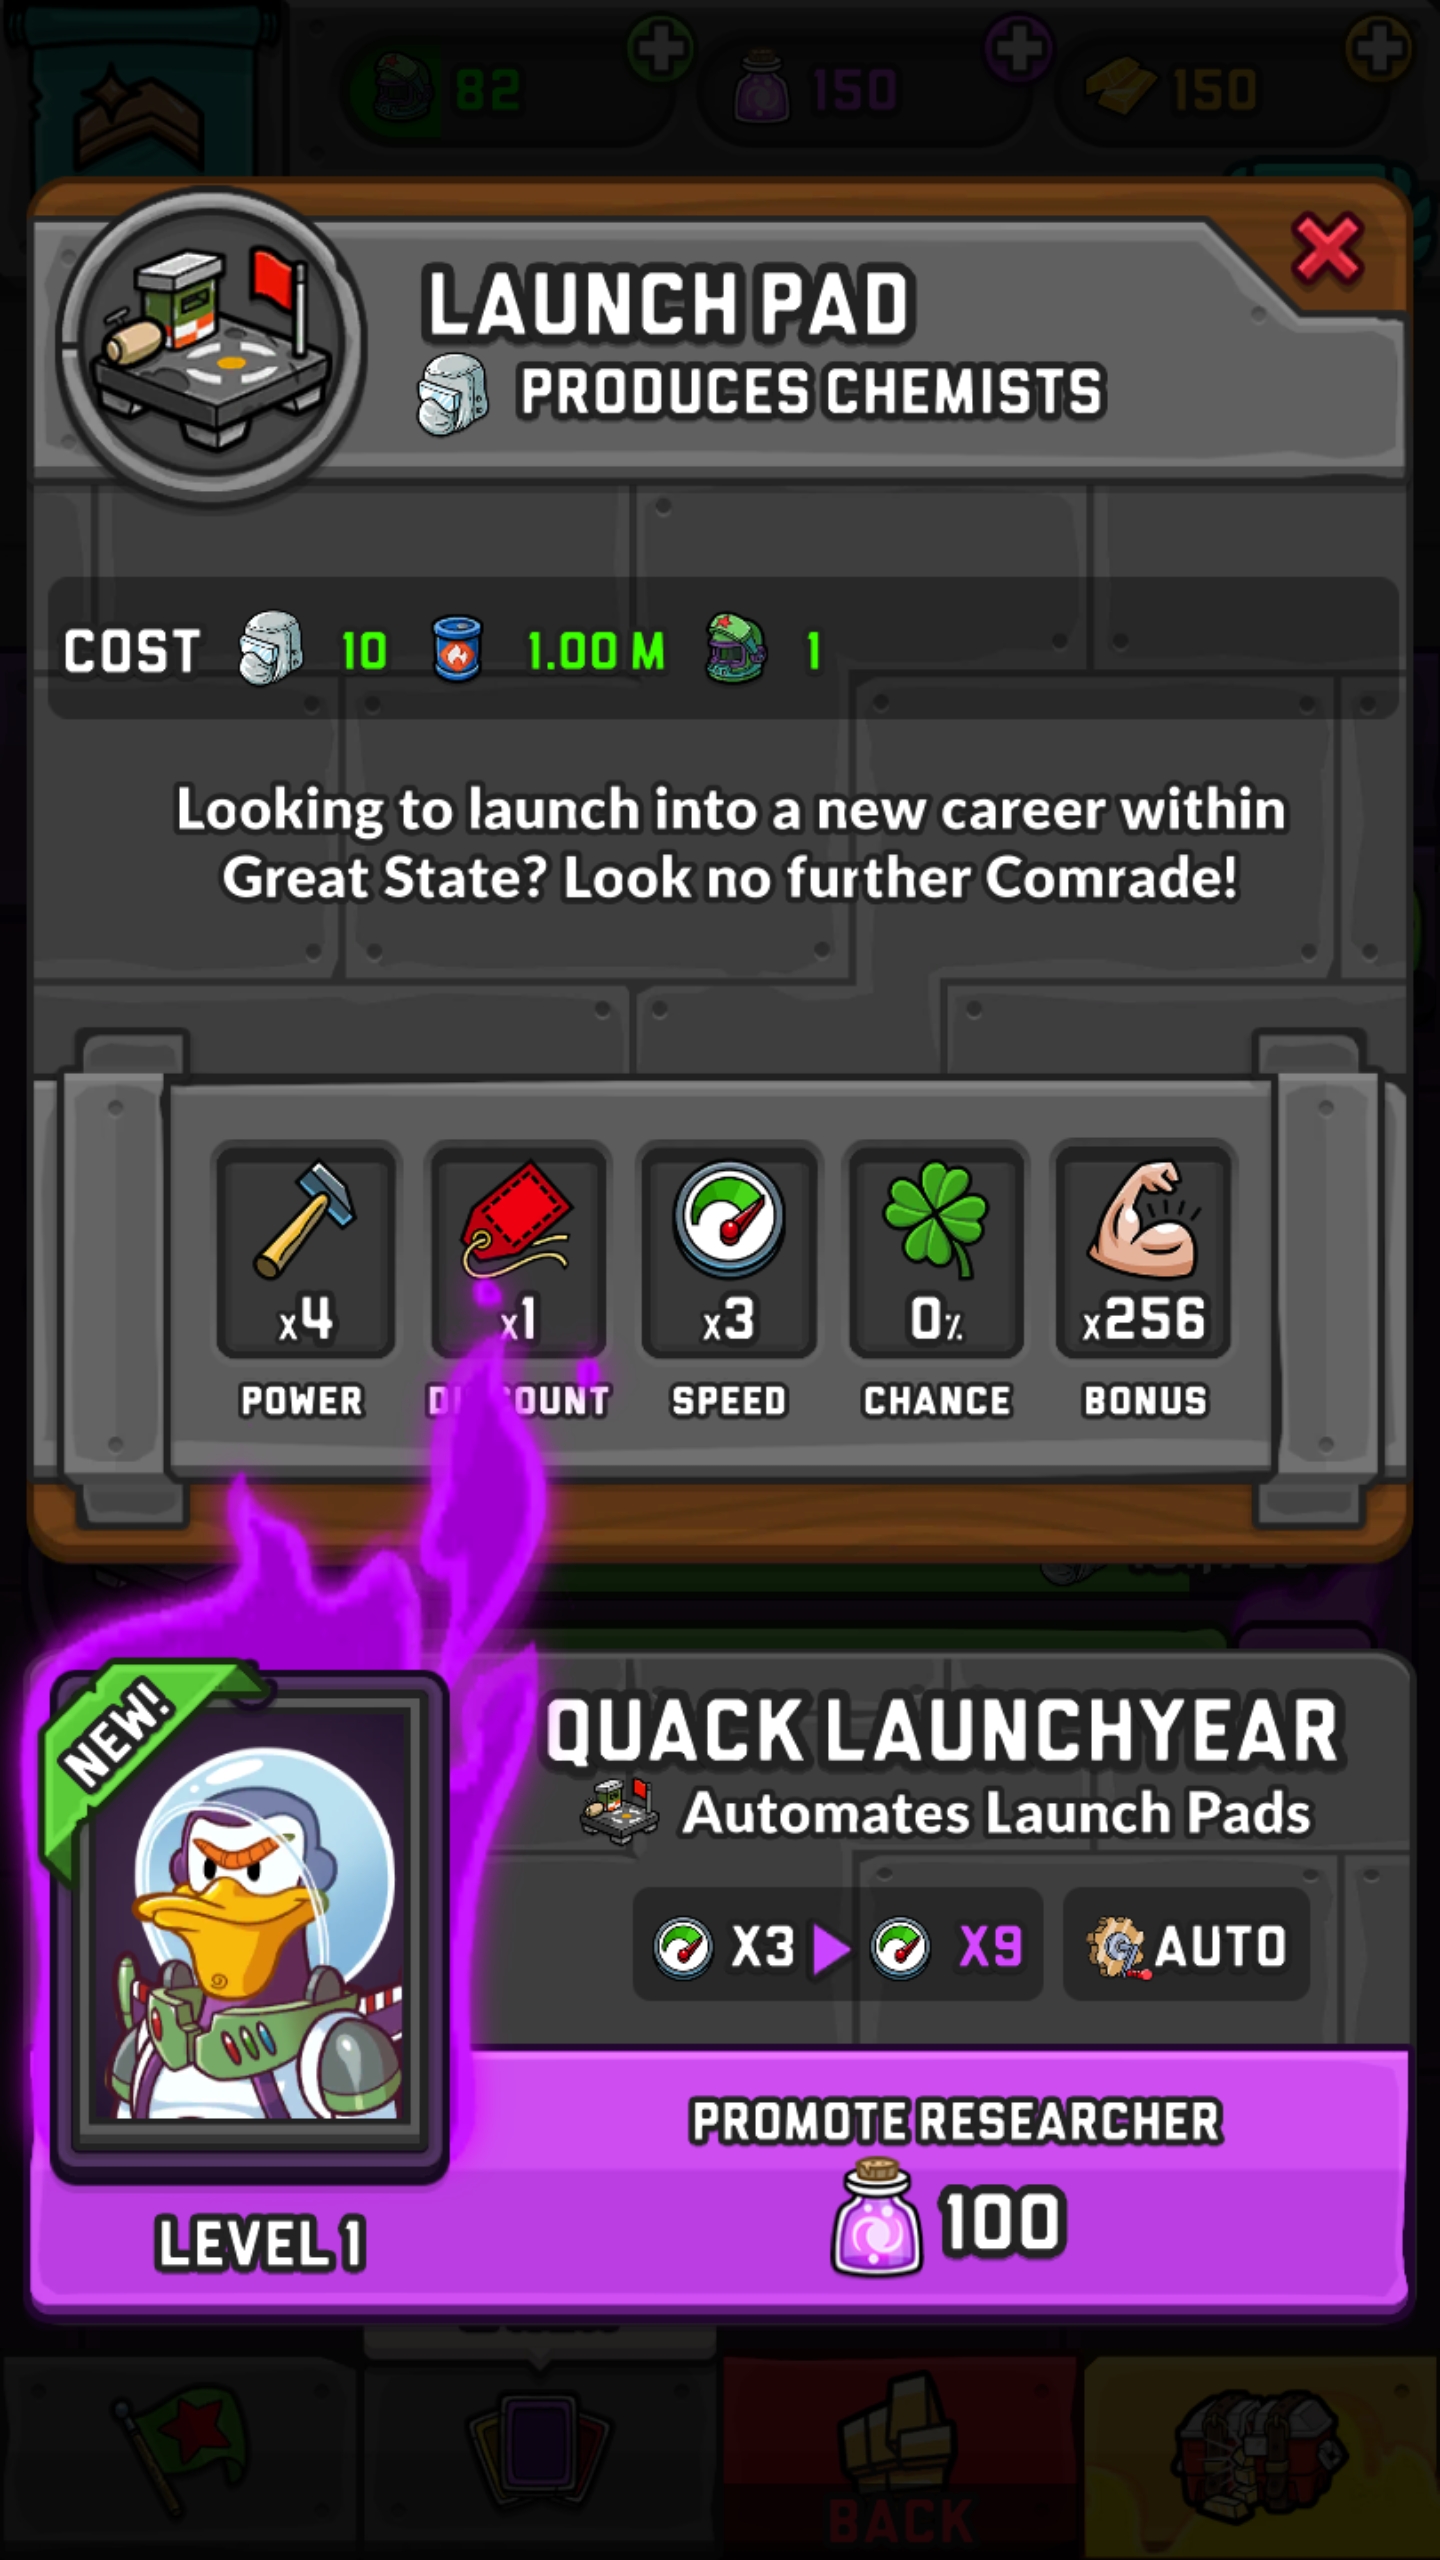 82 150 150
LAUNCH PAD
PRODUCES CHEMISTS
COST 10 1.00 M 1
Looking to launch into a new career within
Great State? Look no further Comrade!
x4 x1 x3 0% x256
POWER DISCOUNT SPEED CHANCE BONUS
NEW!
QUACK LAUNCHYEAR
Automates Launch Pads
X3 X9 AUTO
PROMOTE RESEARCHER
100
LEVEL 1
BACK